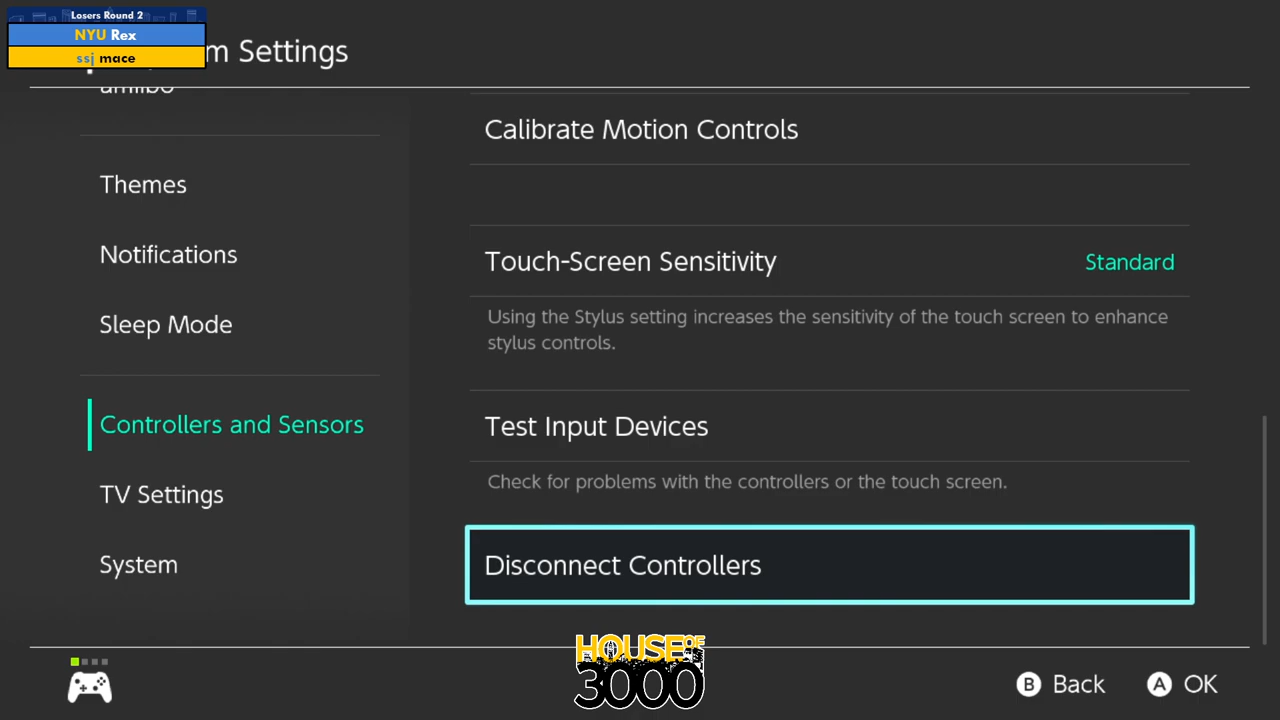 Losers Round 2
NYU Rex
ssj mace
m Settings
amiibo
Themes
Notifications
Sleep Mode
Controllers and Sensors
TV Settings
System
Calibrate Motion Controls
Touch-Screen Sensitivity Standard
Using the Stylus setting increases the sensitivity of the touch screen to enhance
stylus controls.
Test Input Devices
Check for problems with the controllers or the touch screen.
Disconnect Controllers
HOUSE OF
3000
B Back A OK